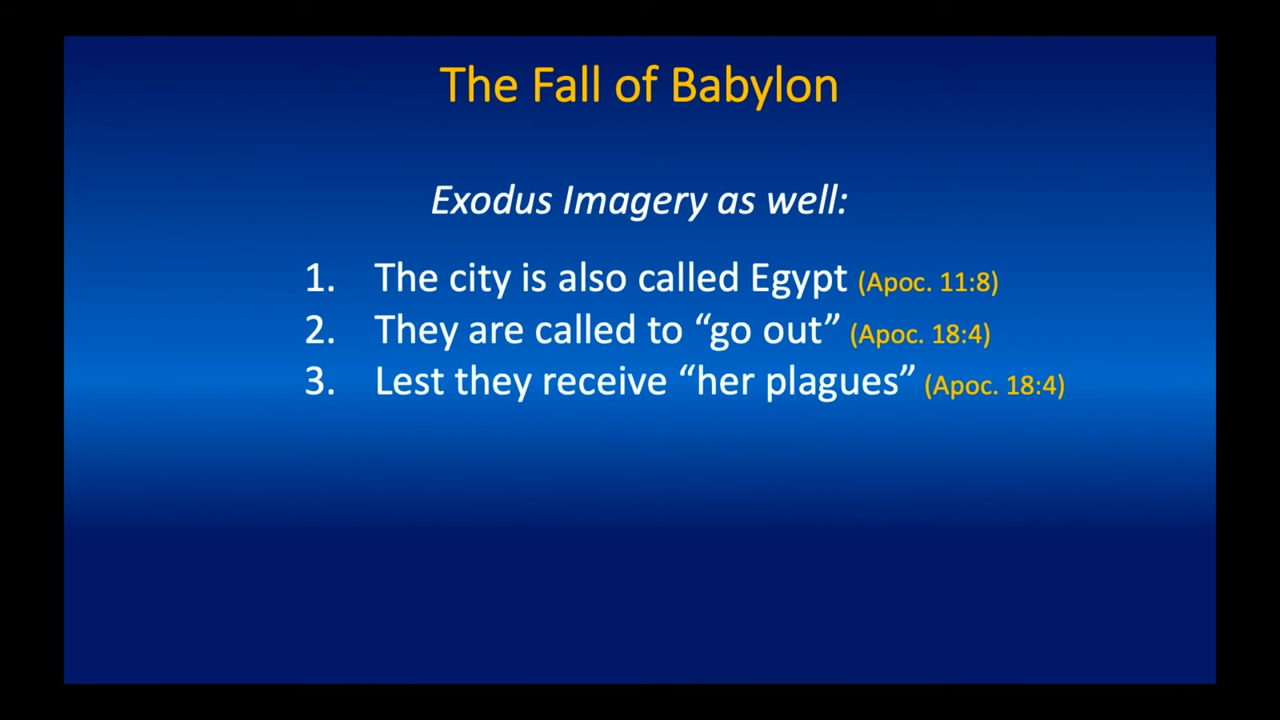 The Fall of Babylon
Exodus Imagery as well:
1. The city is also called Egypt (Apoc. 11:8)
2. They are called to “go out” (Apoc. 18:4)
3. Lest they receive “her plagues” (Apoc. 18:4)